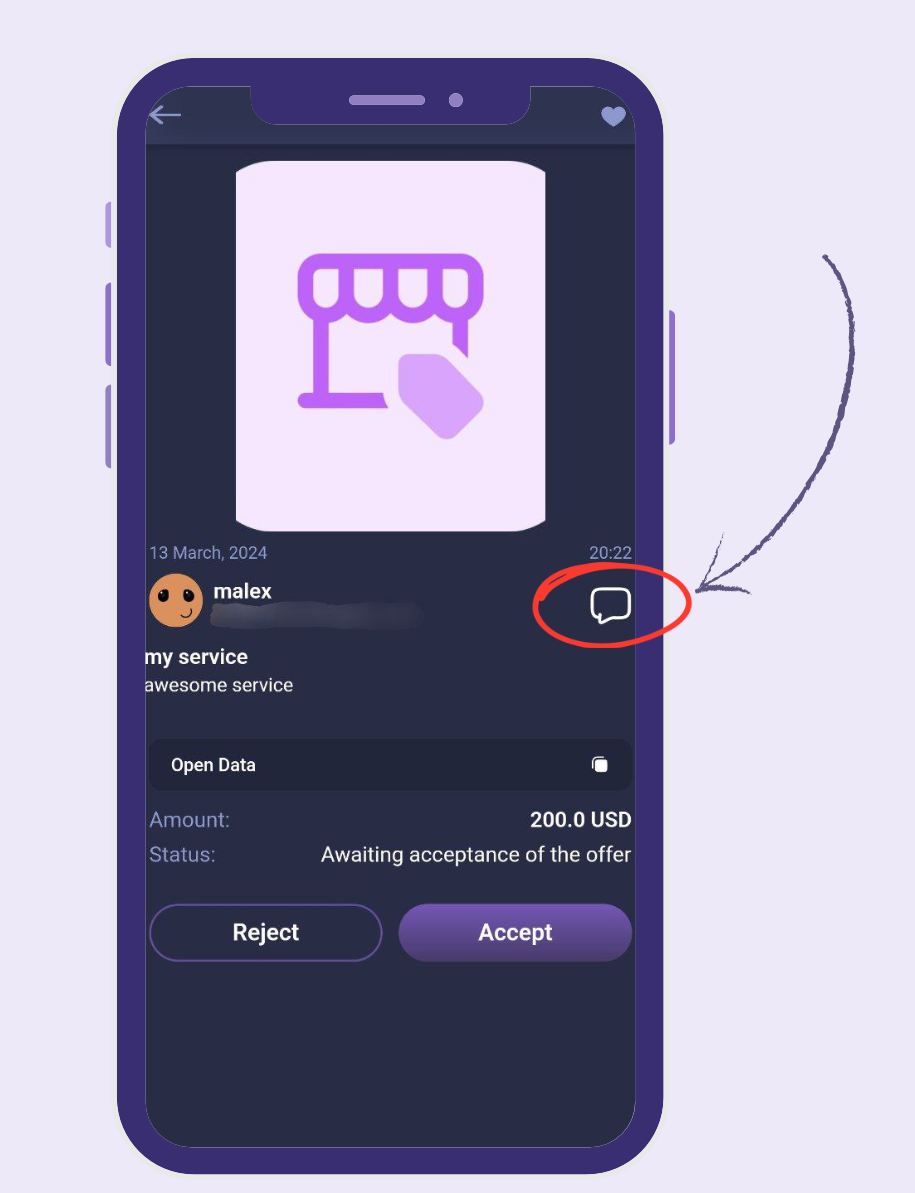 13 March, 2024 20:22
malex
my service
awesome service
Open Data
Amount: 200.0 USD
Status: Awaiting acceptance of the offer
Reject Accept